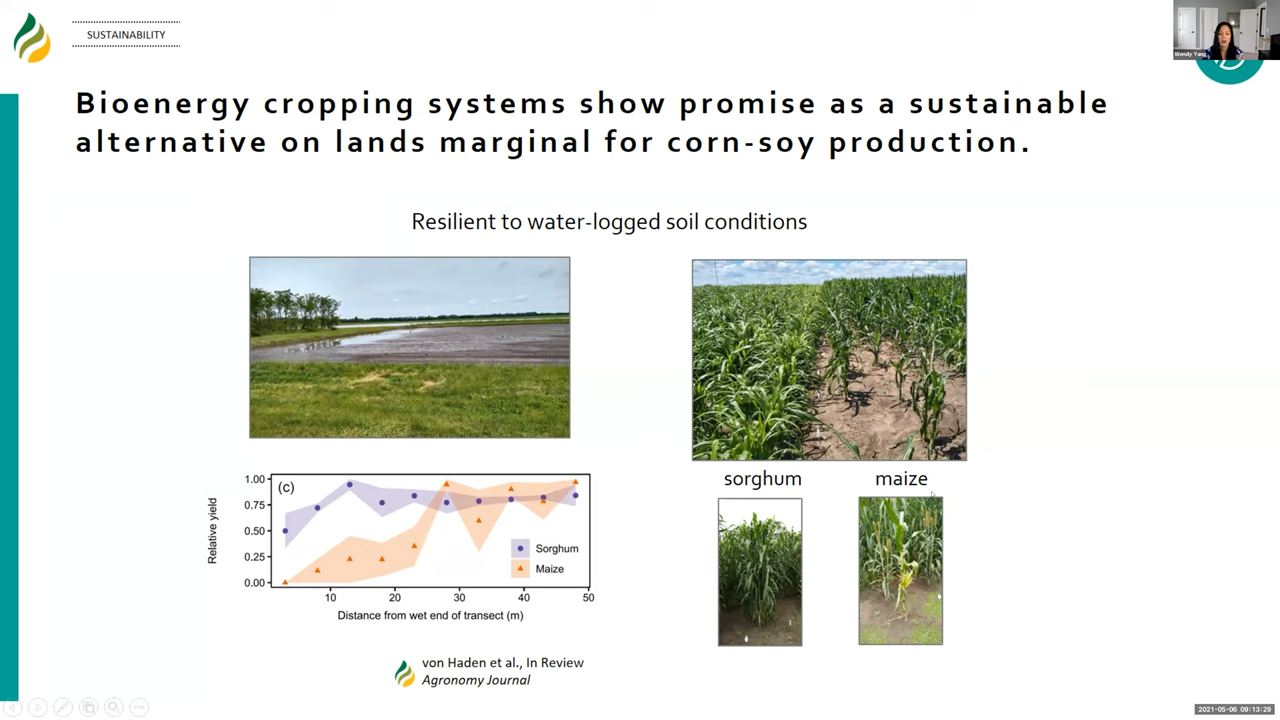 SUSTAINABILITY
Wendy Yang
Bioenergy cropping systems show promise as a sustainable
alternative on lands marginal for corn-soy production.
Resilient to water-logged soil conditions
sorghum
maize
(c)
1.00
0.75
0.50
0.25
0.00
Relative yield
Sorghum
Maize
10 20 30 40 50
Distance from wet end of transect (m)
von Haden et al., In Review
Agronomy Journal
2021-05-06 09:13:29